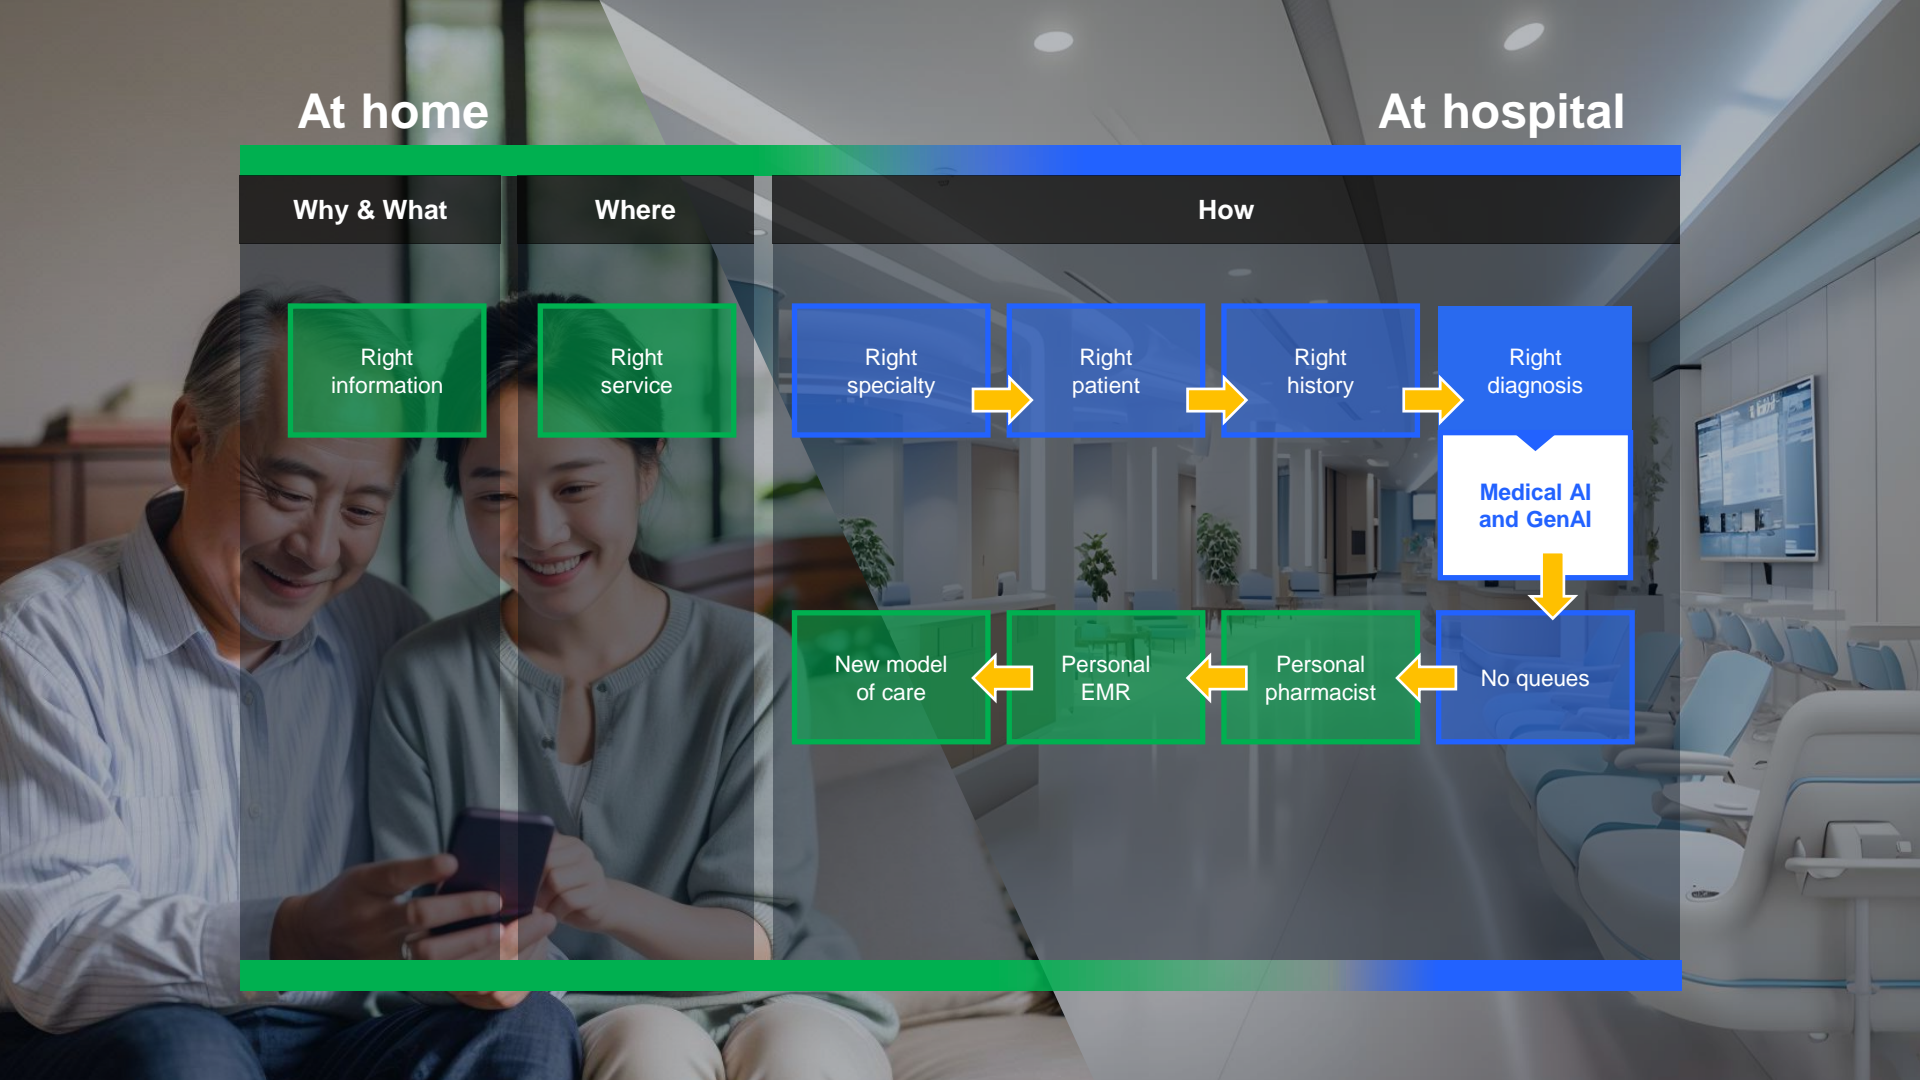 At home
At hospital
Why & What
Where
How
Right
information
Right
service
Right
specialty
Right
patient
Right
history
Right
diagnosis
Medical AI
and GenAI
New model
of care
Personal
EMR
Personal
pharmacist
No queues